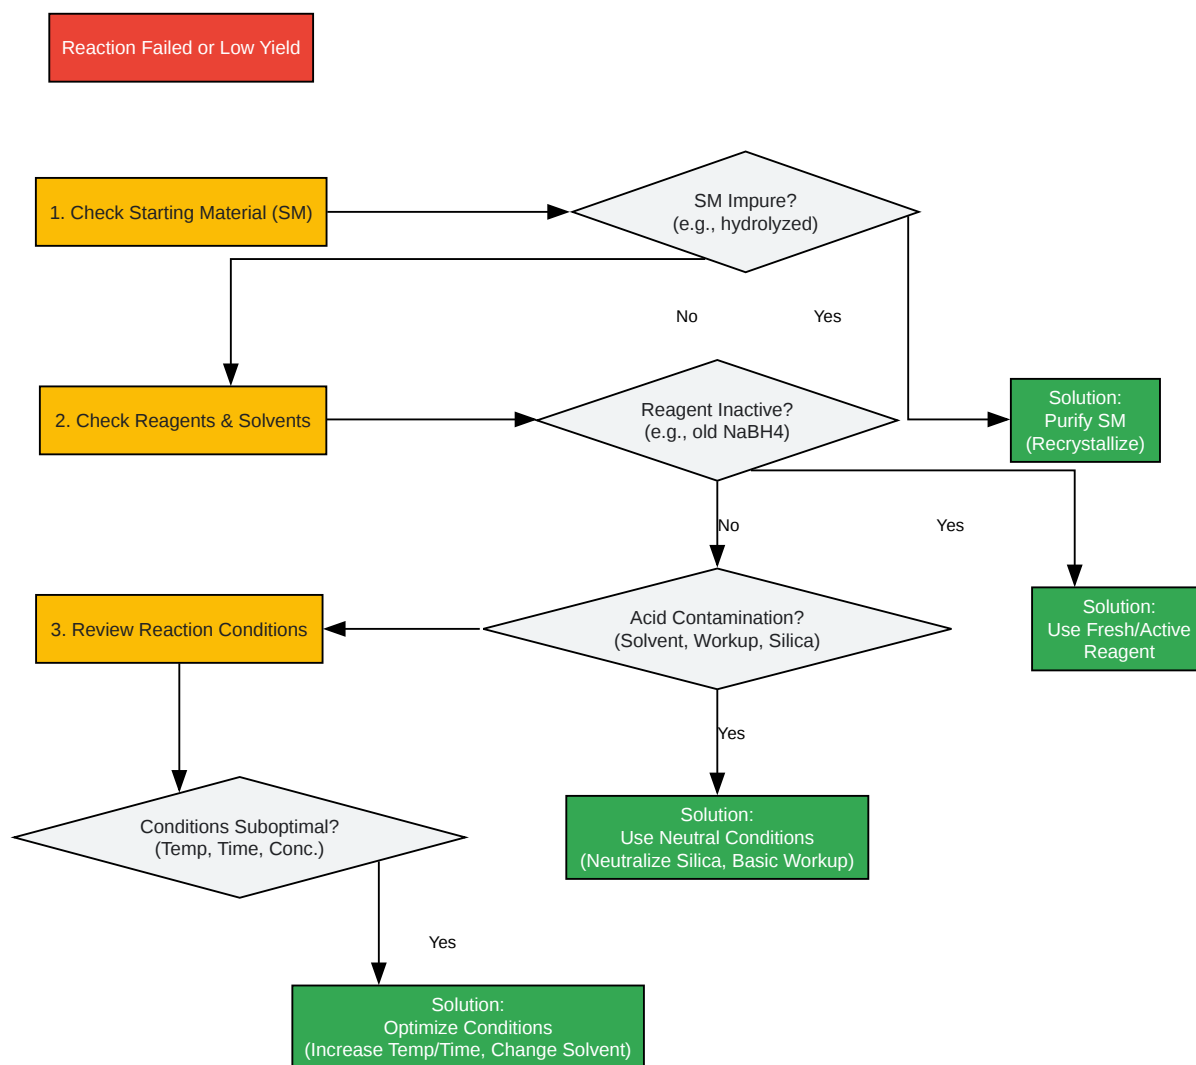 Reaction Failed or Low Yield
1. Check Starting Material (SM)
SM Impure?
(e.g., hydrolyzed)
No
Yes
2. Check Reagents & Solvents
Reagent Inactive?
(e.g., old NaBH4)
Solution:
Purify SM
(Recrystallize)
No
Yes
3. Review Reaction Conditions
Acid Contamination?
(Solvent, Workup, Silica)
Solution:
Use Fresh/Active
Reagent
Yes
Conditions Suboptimal?
(Temp, Time, Conc.)
Solution:
Use Neutral Conditions
(Neutralize Silica, Basic Workup)
Yes
Solution:
Optimize Conditions
(Increase Temp/Time, Change Solvent)